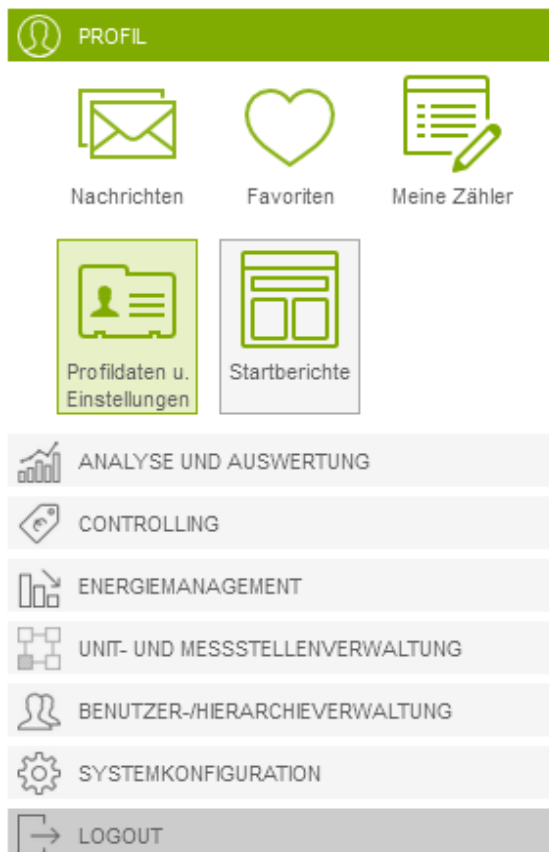 PROFIL
Nachrichten
Favoriten
Meine Zähler
Profildaten u.
Einstellungen
Startberichte
ANALYSE UND AUSWERTUNG
CONTROLLING
ENERGIEMANAGEMENT
UNIT- UND MESSSTELLENVERWALTUNG
BENUTZER-/HIERARCHIEVERWALTUNG
SYSTEMKONFIGURATION
LOGOUT